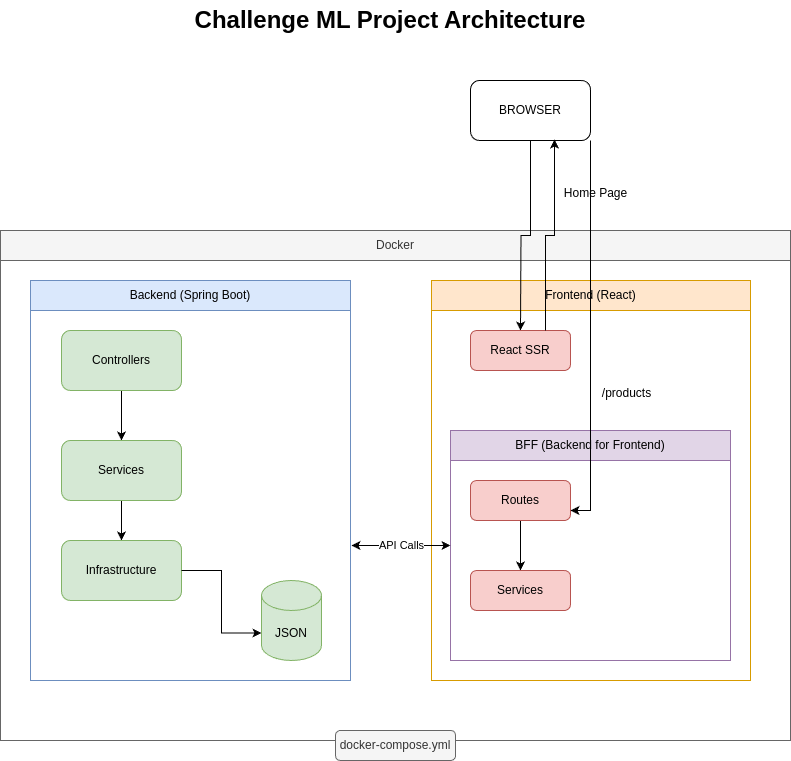 Challenge ML Project Architecture
BROWSER
Home Page
Docker
Backend (Spring Boot)
Frontend (React)
Controllers
React SSR
/products
BFF (Backend for Frontend)
Services
Routes
API Calls
Infrastructure
Services
JSON
docker-compose.yml